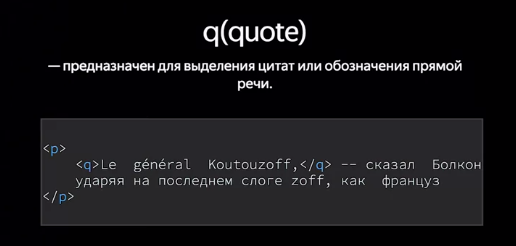 q(quote)
— предназначен для выделения цитат или обозначения прямой
речи.
<p>
<q>Le général Koutouzoff,</q> -- сказал Болкон
ударяя на последнем слоге zoff, как француз
</p>